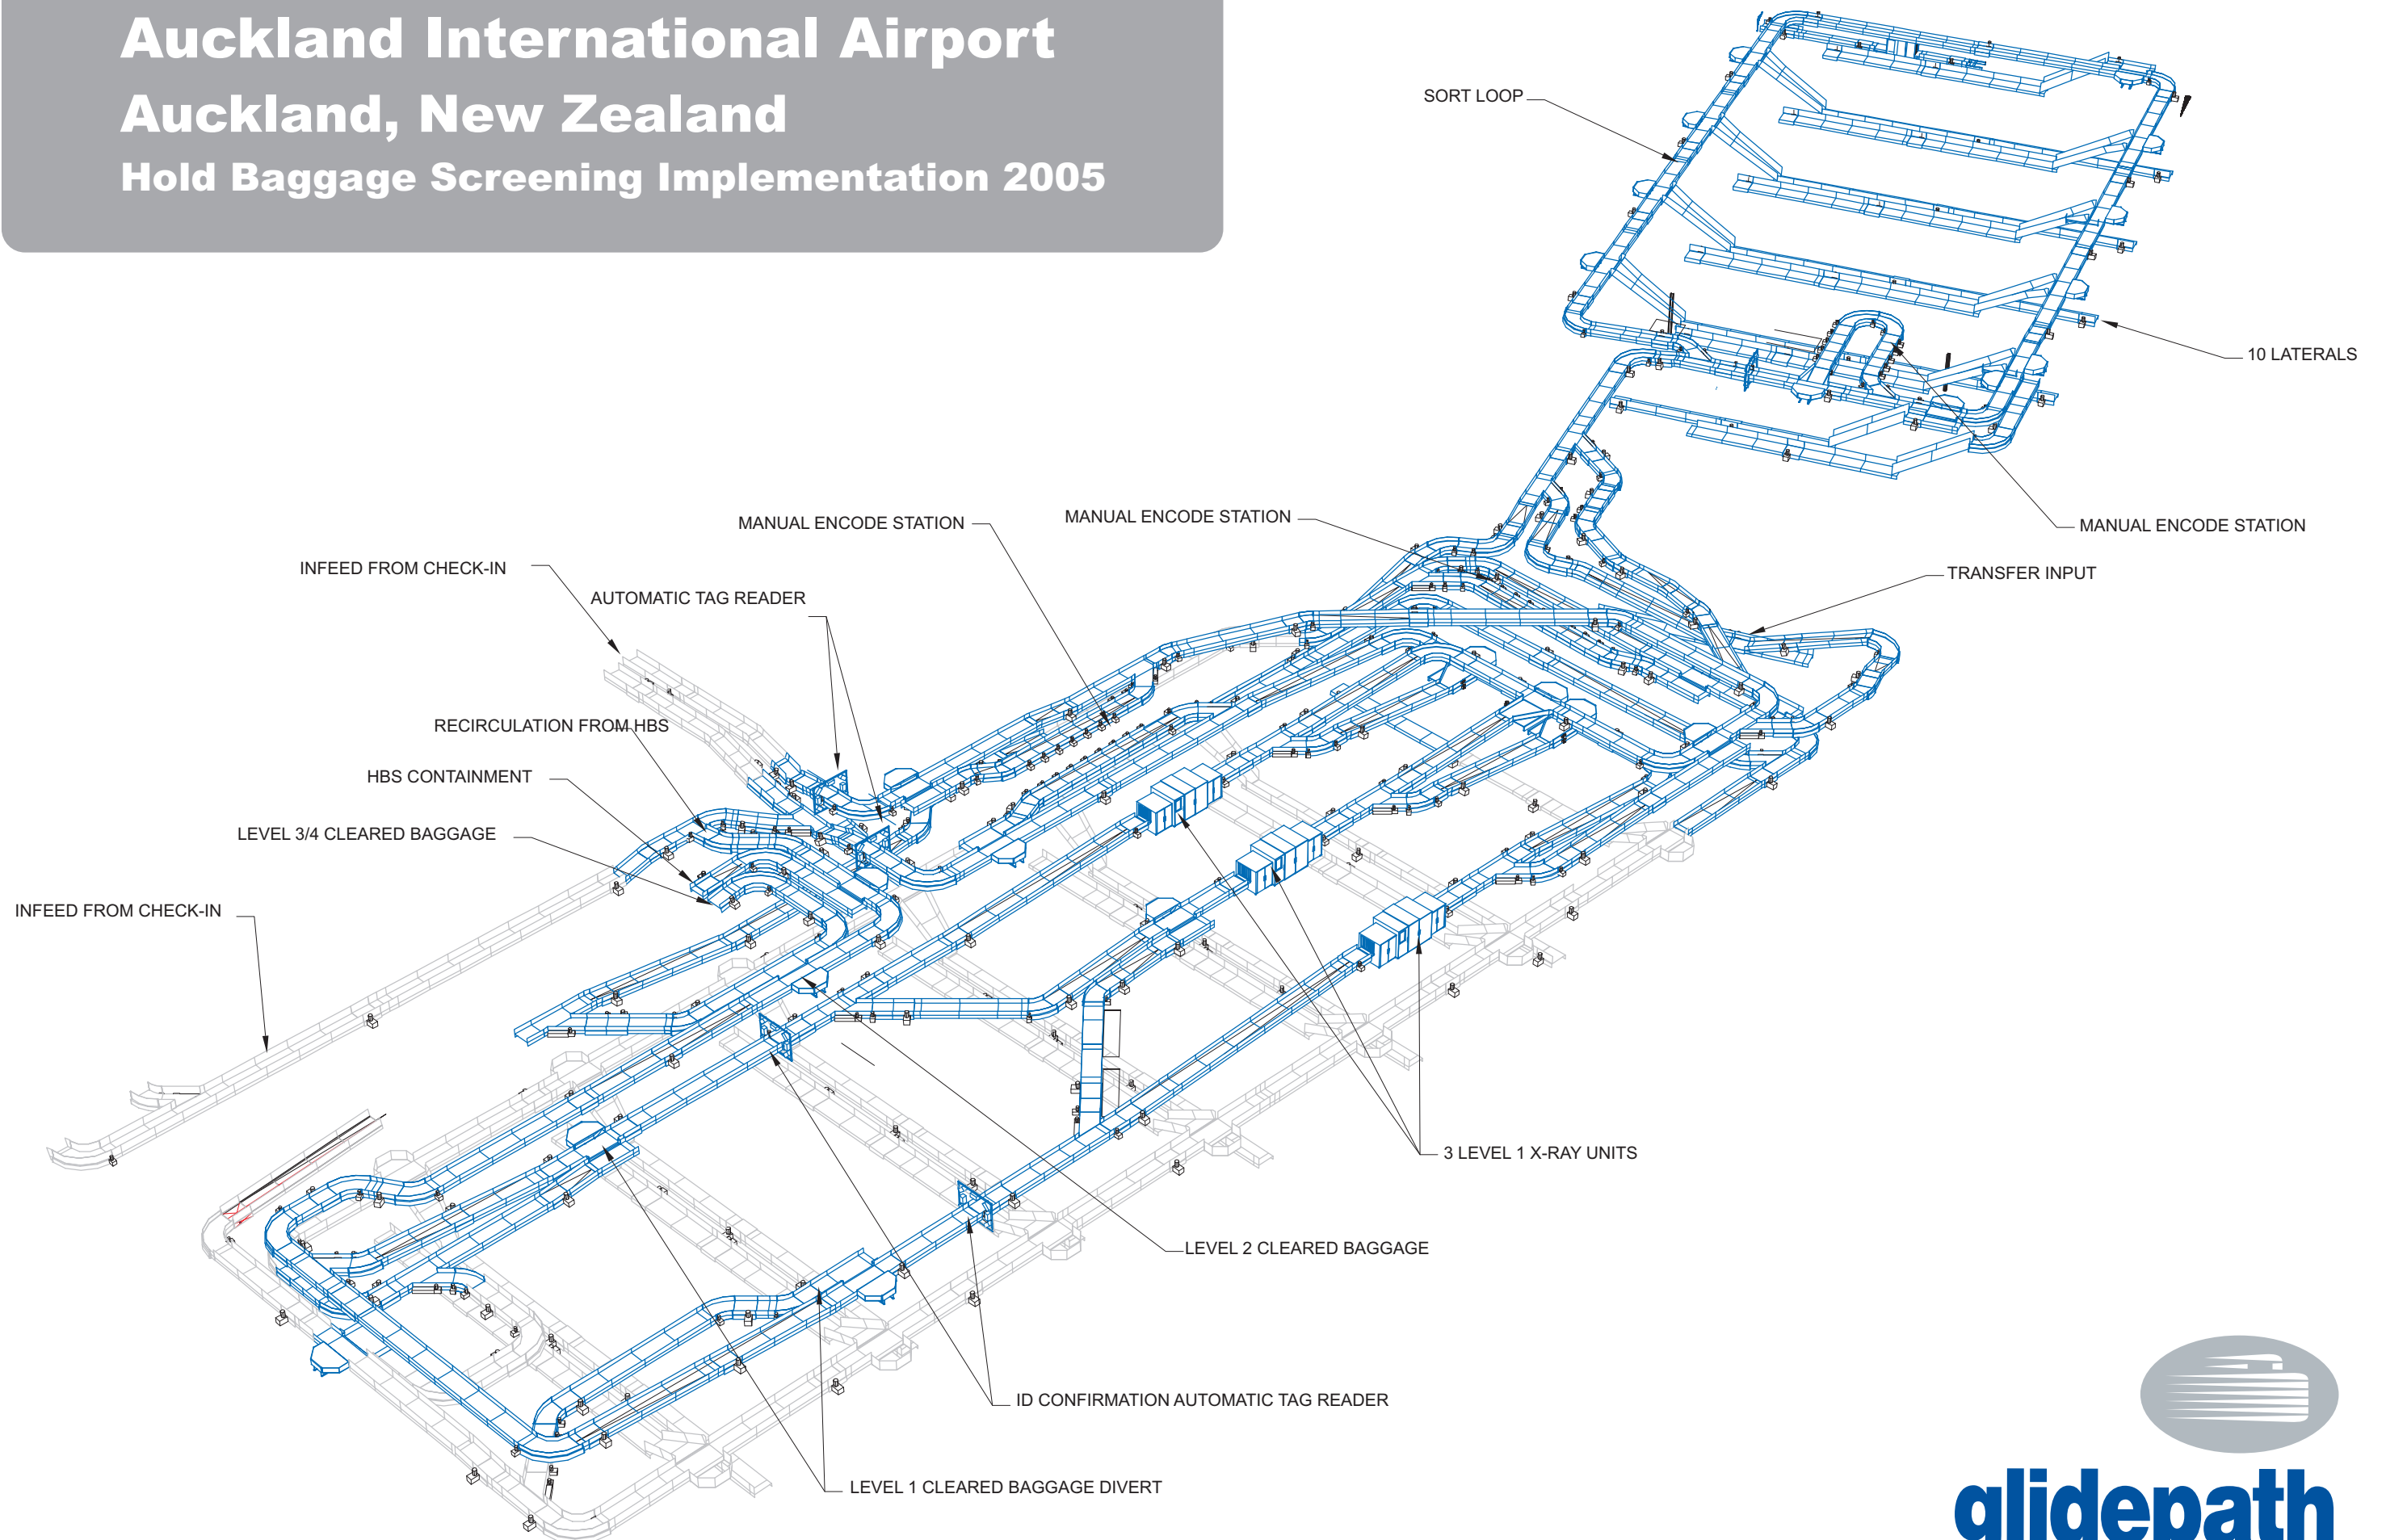 Auckland International Airport
Auckland, New Zealand
Hold Baggage Screening Implementation 2005
SORT LOOP
10 LATERALS
MANUAL ENCODE STATION
MANUAL ENCODE STATION
MANUAL ENCODE STATION
INFEED FROM CHECK-IN
TRANSFER INPUT
AUTOMATIC TAG READER
RECIRCULATION FROM HBS
HBS CONTAINMENT
LEVEL 3/4 CLEARED BAGGAGE
INFEED FROM CHECK-IN
3 LEVEL 1 X-RAY UNITS
LEVEL 2 CLEARED BAGGAGE
ID CONFIRMATION AUTOMATIC TAG READER
LEVEL 1 CLEARED BAGGAGE DIVERT
glidepath